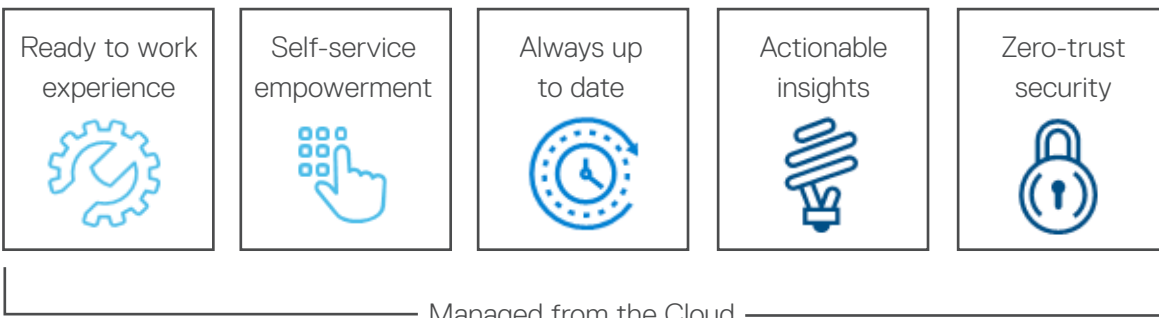 Ready to work
experience
Self-service
empowerment
Always up
to date
Actionable
insights
Zero-trust
security
Managed from the Cloud